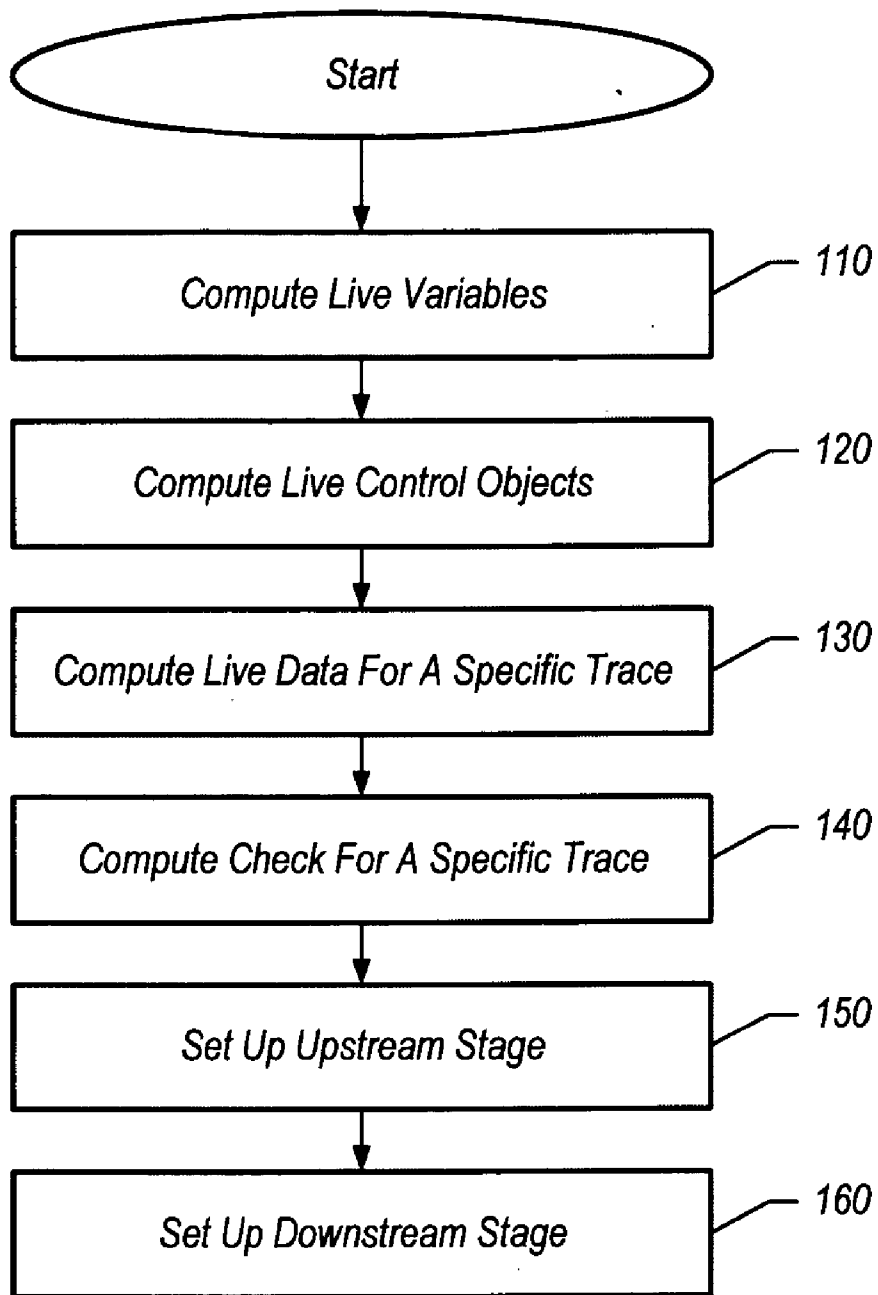 Start
Compute Live Variables
110
Compute Live Control Objects
120
Compute Live Data For A Specific Trace
130
Compute Check For A Specific Trace
140
Set Up Upstream Stage
150
Set Up Downstream Stage
160